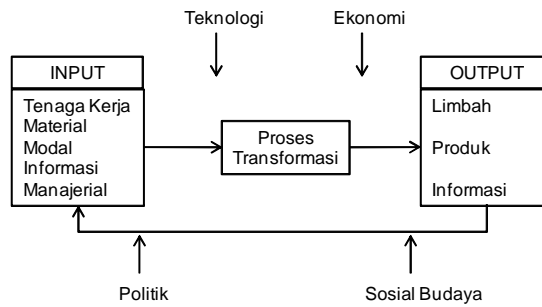 Teknologi
Ekonomi
INPUT
Tenaga Kerja
Material
Modal
Informasi
Manajerial
Proses
Transformasi
OUTPUT
Limbah
Produk
Informasi
Politik
Sosial Budaya